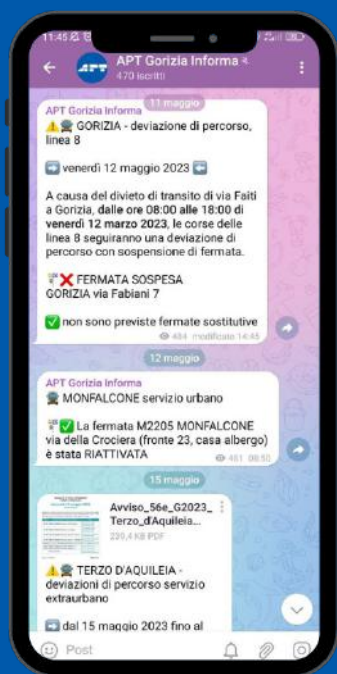 11:45
APT Gorizia Informa
470 iscritti
11 maggio
APT Gorizia Informa
GORIZIA - deviazione di percorso,
linea 8
venerdì 12 maggio 2023
A causa del divieto di transito di via Faiti
a Gorizia, dalle ore 08:00 alle 18:00 di
venerdì 12 marzo 2023, le corse delle
linea 8 seguiranno una deviazione di
percorso con sospensione di fermata.
FERMATA SOSPESA
GORIZIA via Fabiani 7
non sono previste fermate sostitutive
484 modificato 14:45
12 maggio
APT Gorizia Informa
MONFALCONE servizio urbano
La fermata M2205 MONFALCONE
via della Crociera (fronte 23, casa albergo)
è stata RIATTIVATA
461 08:50
15 maggio
Avviso_56e_G2023_
Terzo_d'Aquileia...
239,4 KB PDF
TERZO D'AQUILEIA -
deviazioni di percorso servizio
extraurbano
dal 15 maggio 2023 fino al
Post